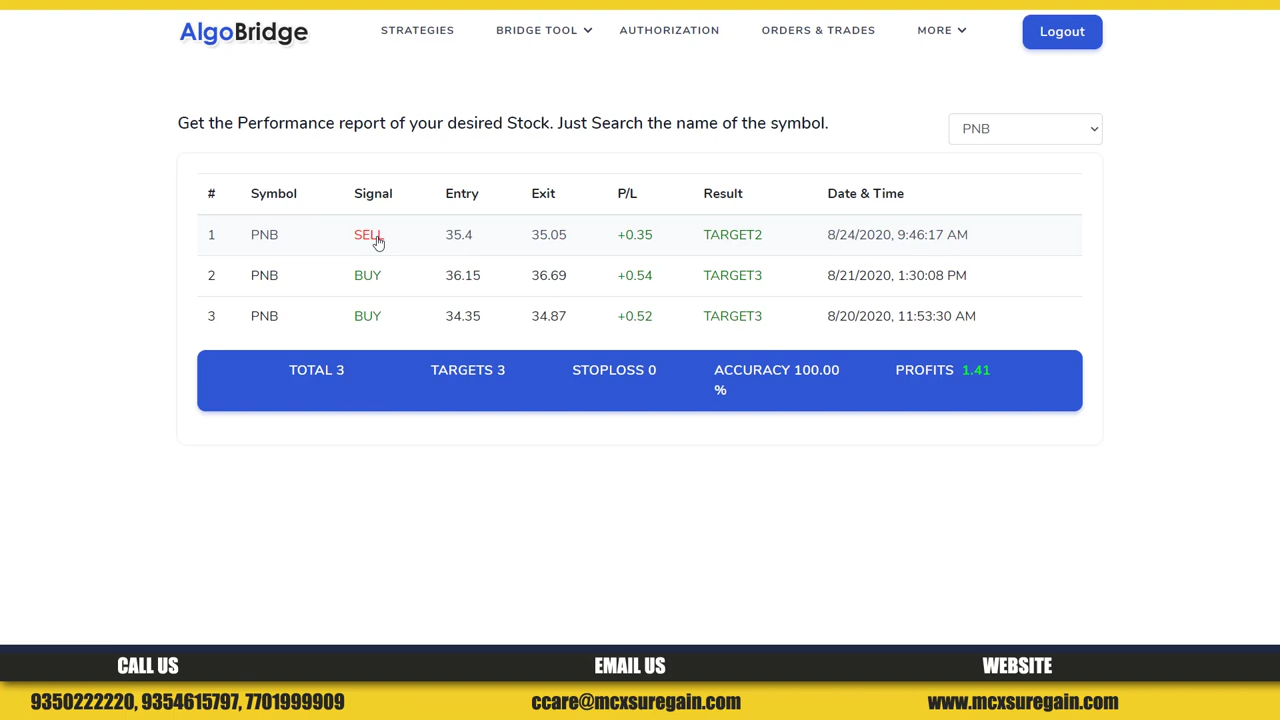 AlgoBridge STRATEGIES BRIDGE TOOL AUTHORIZATION ORDERS & TRADES MORE Logout
Get the Performance report of your desired Stock. Just Search the name of the symbol. PNB
# Symbol Signal Entry Exit P/L Result Date & Time
1 PNB SELL 35.4 35.05 +0.35 TARGET2 8/24/2020, 9:46:17 AM
2 PNB BUY 36.15 36.69 +0.54 TARGET3 8/21/2020, 1:30:08 PM
3 PNB BUY 34.35 34.87 +0.52 TARGET3 8/20/2020, 11:53:30 AM
TOTAL 3 TARGETS 3 STOPLOSS 0 ACCURACY 100.00 PROFITS 1.41
%
CALL US EMAIL US WEBSITE
9350222220, 9354615797, 7701999909 ccare@mcxsuregain.com www.mcxsuregain.com